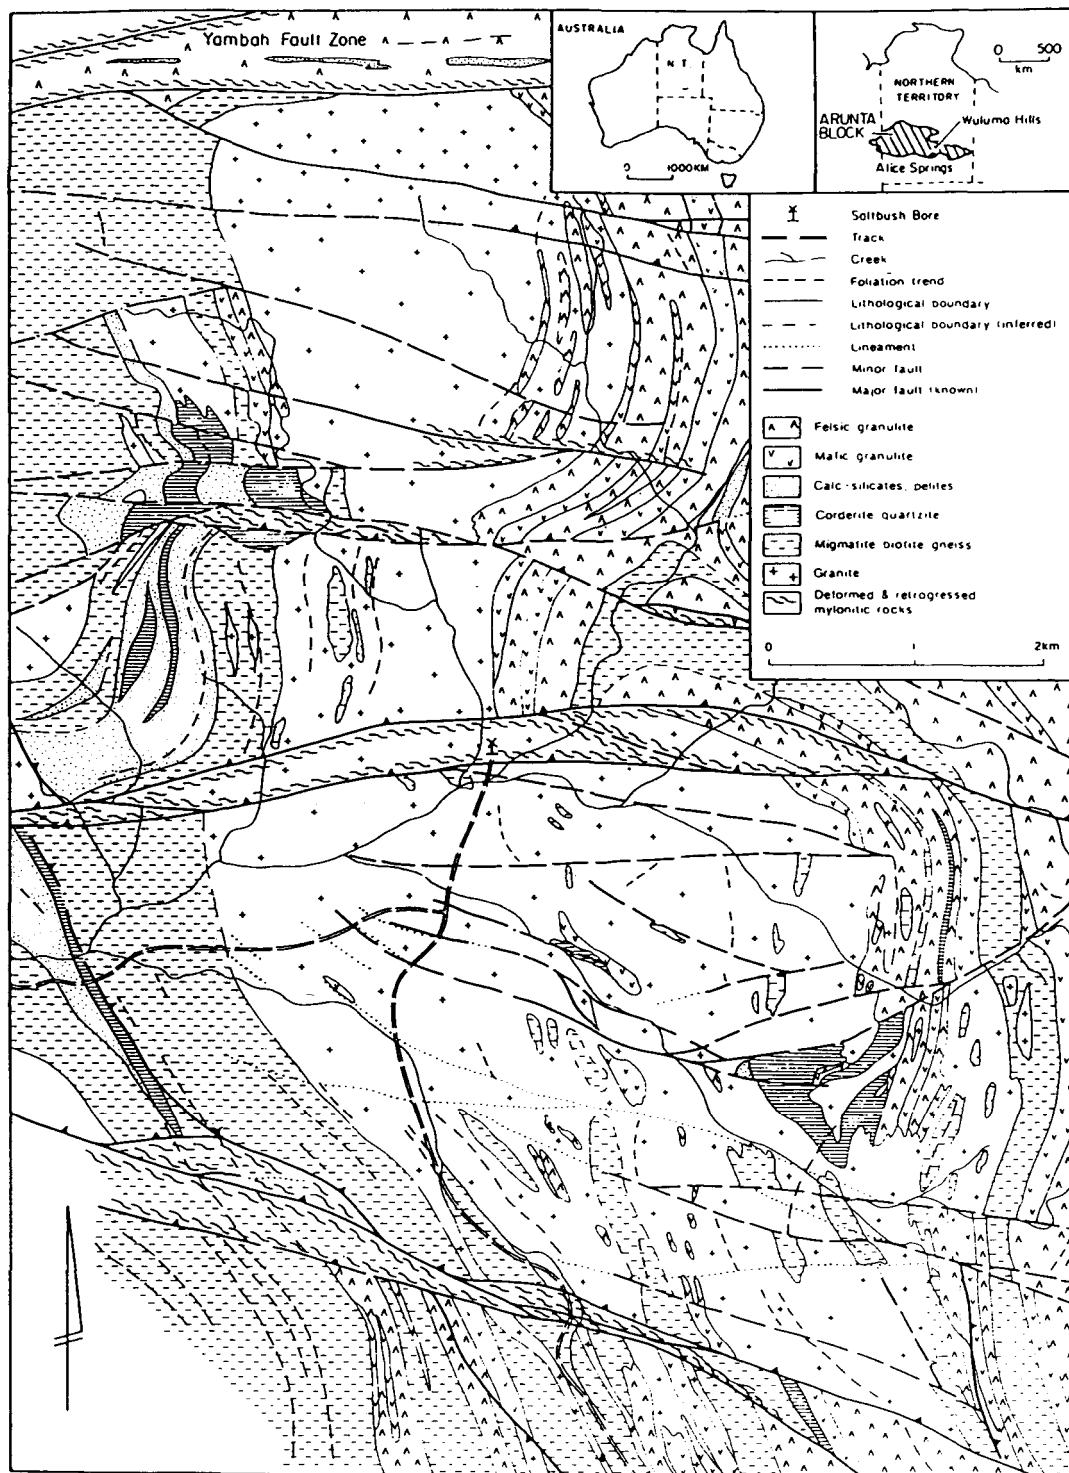 Yambah Fault Zone
AUSTRALIA
N.T.
0 1000KM
0 500
km
NORTHERN
TERRITORY
ARUNTA
BLOCK
Wuluma Hills
Alice Springs
Saltbush Bore
Track
Creek
Foliation trend
Lithological boundary
Lithological boundary (inferred)
Lineament
Minor fault
Major fault (known)
Felsic granulite
Mafic granulite
Calc-silicates, pelites
Corderite quartzite
Migmatite biotite gneiss
Granite
Deformed & retrogressed
mylonitic rocks
0 1 2km